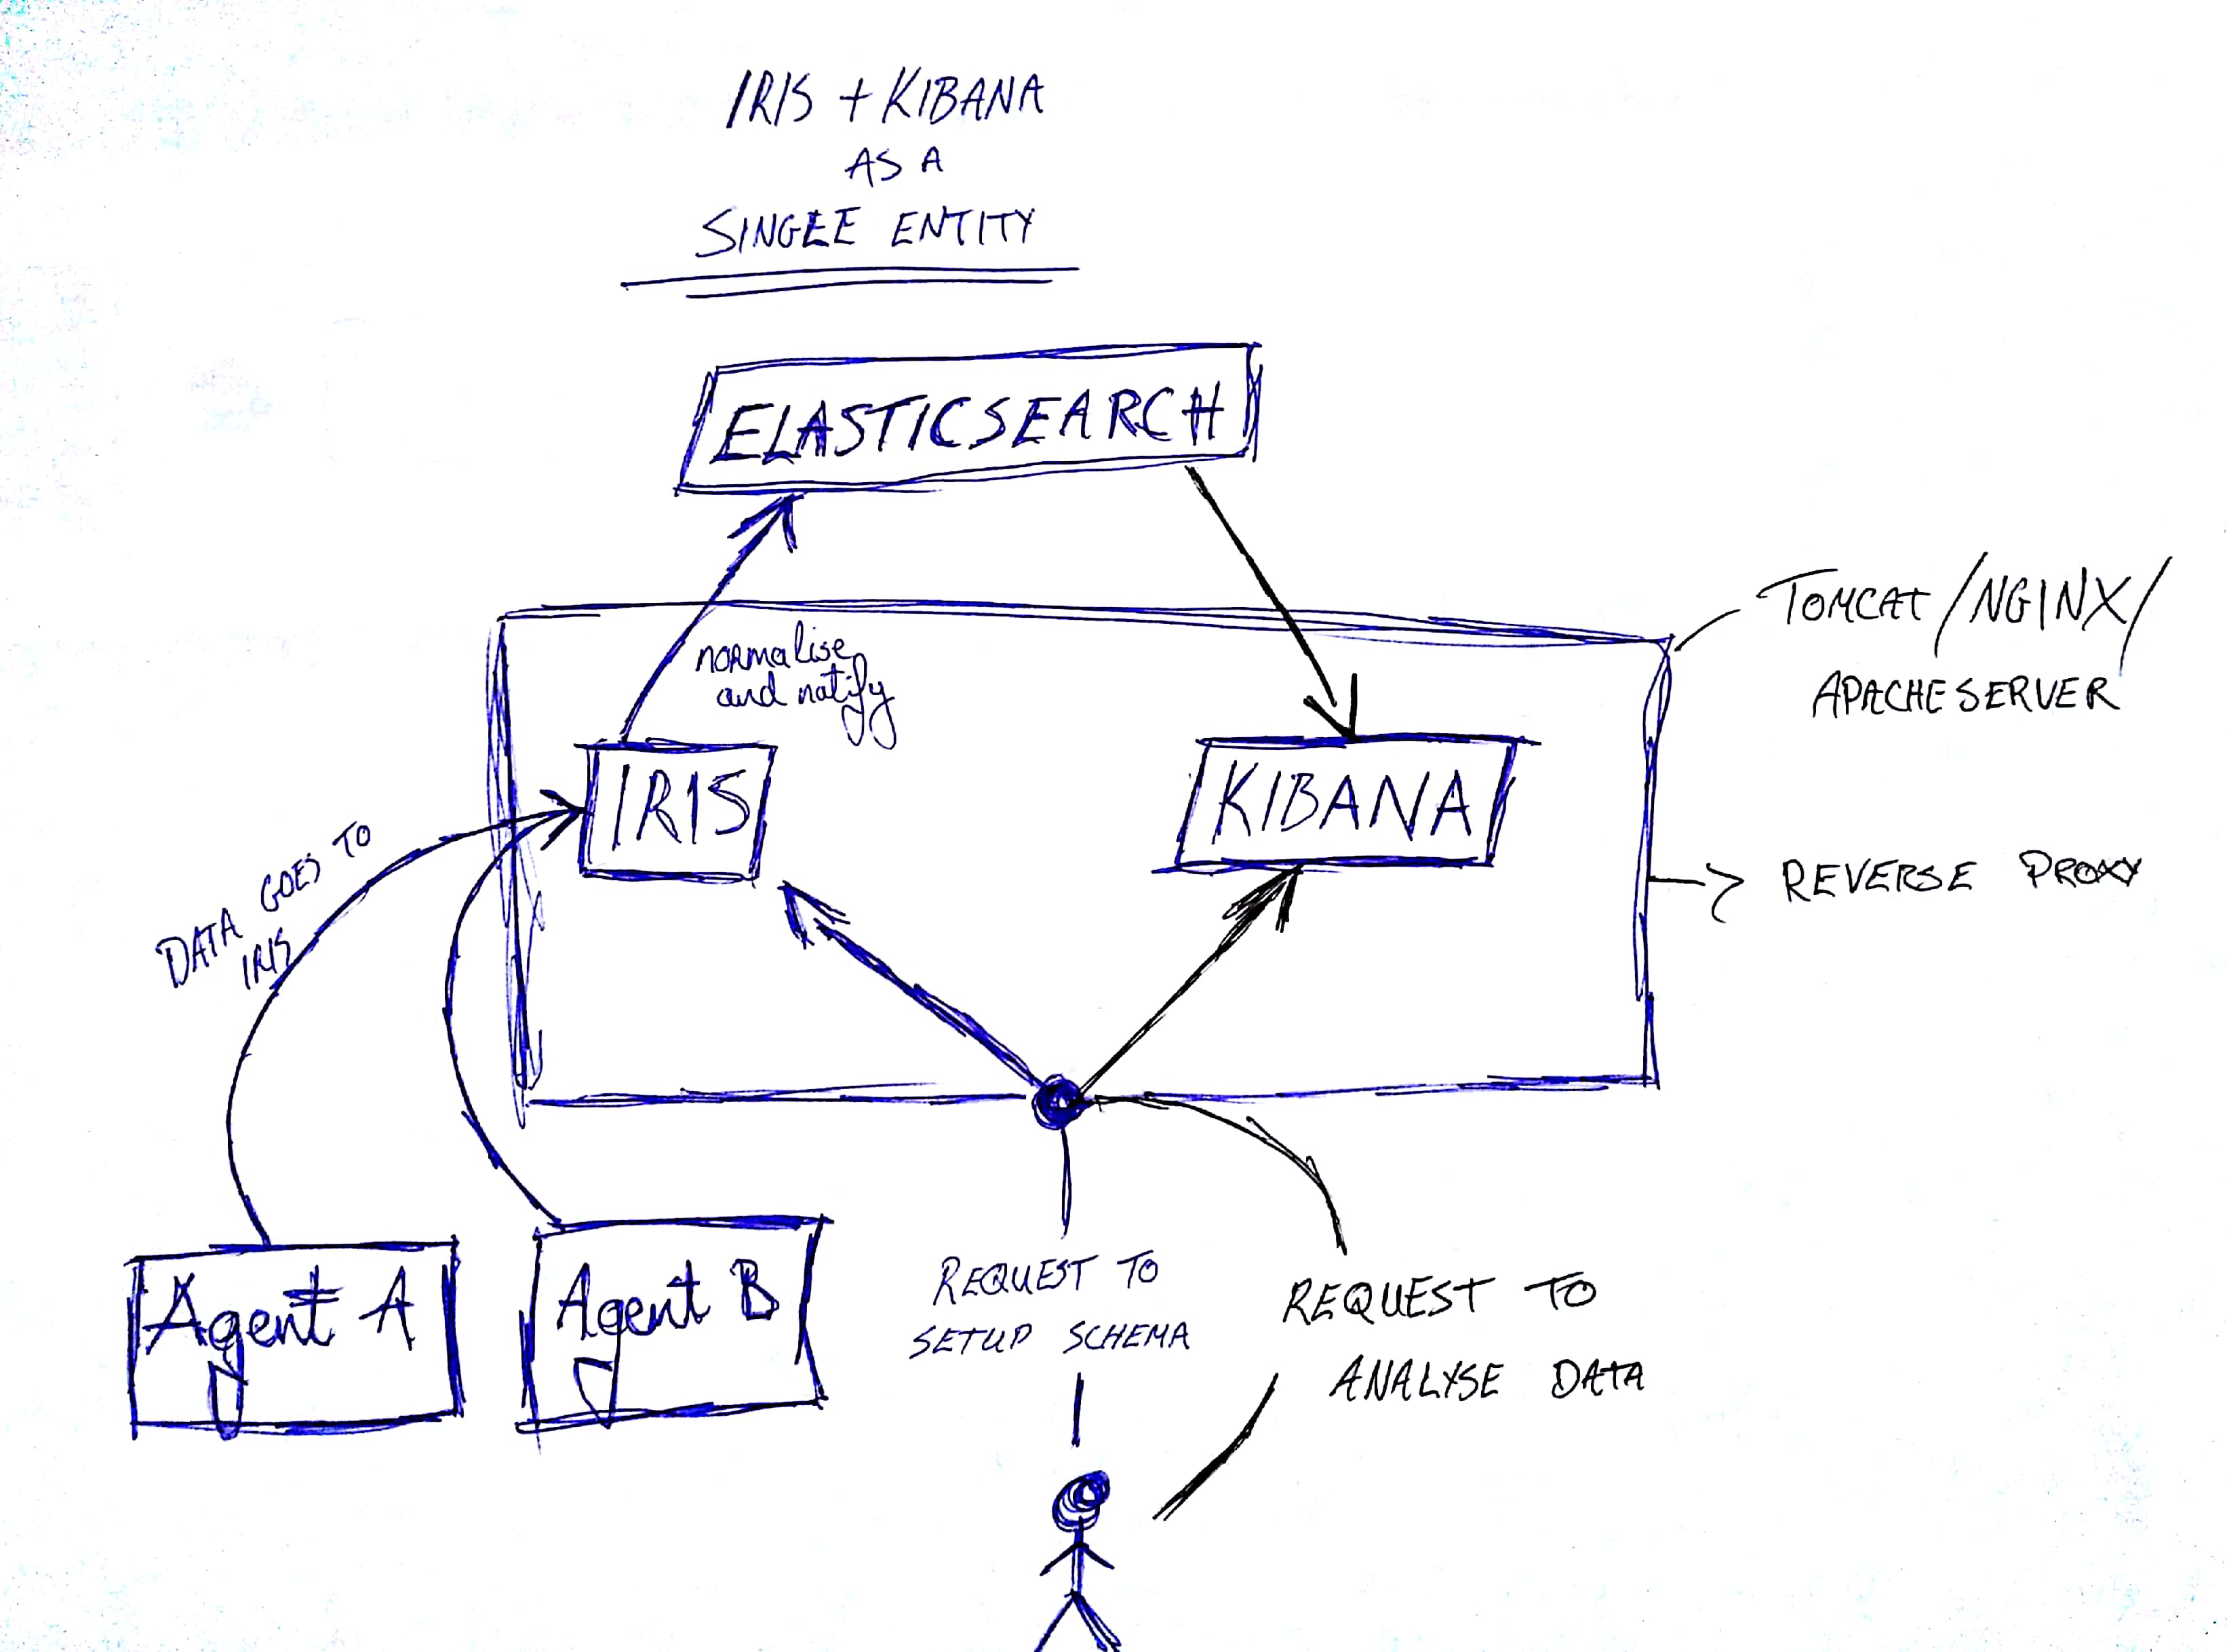 IRIS + KIBANA
AS A
SINGLE ENTITY
ELASTICSEARCH
TOMCAT/NGINX/
APACHE SERVER
normalise
and notify
IRIS
KIBANA
DATA GOES TO
IRIS
REVERSE PROXY
Agent A
Agent B
REQUEST TO
SETUP SCHEMA
REQUEST TO
ANALYSE DATA